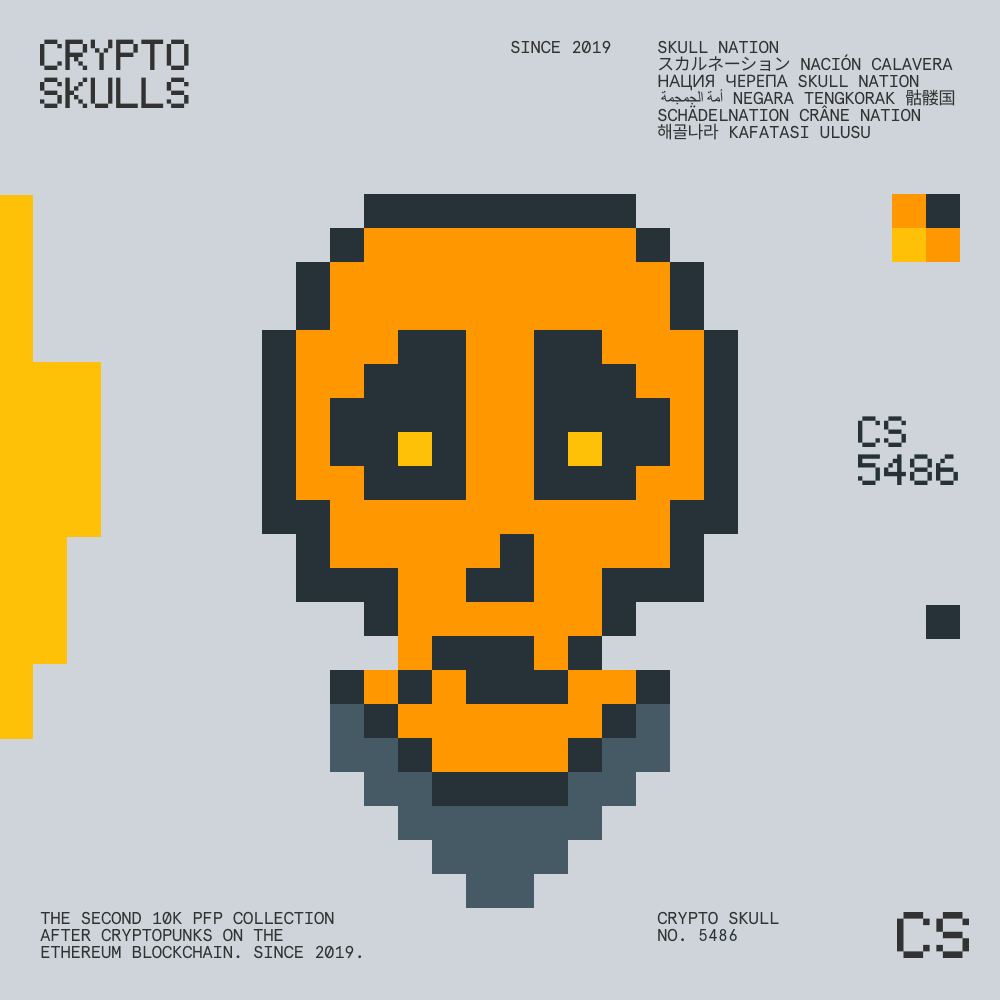 CRYPTO
SKULLS
SINCE 2019
SKULL NATION
スカルネーション NACIÓN CALAVERA
НАЦИЯ ЧЕРЕПА SKULL NATION
أمة الجمجمة NEGARA TENGKORAK 骷髅国
SCHÄDELNATION CRÂNE NATION
해골나라 KAFATASI ULUSU
CS
5486
THE SECOND 10K PFP COLLECTION
AFTER CRYPTOPUNKS ON THE
ETHEREUM BLOCKCHAIN. SINCE 2019.
CRYPTO SKULL
NO. 5486
CS